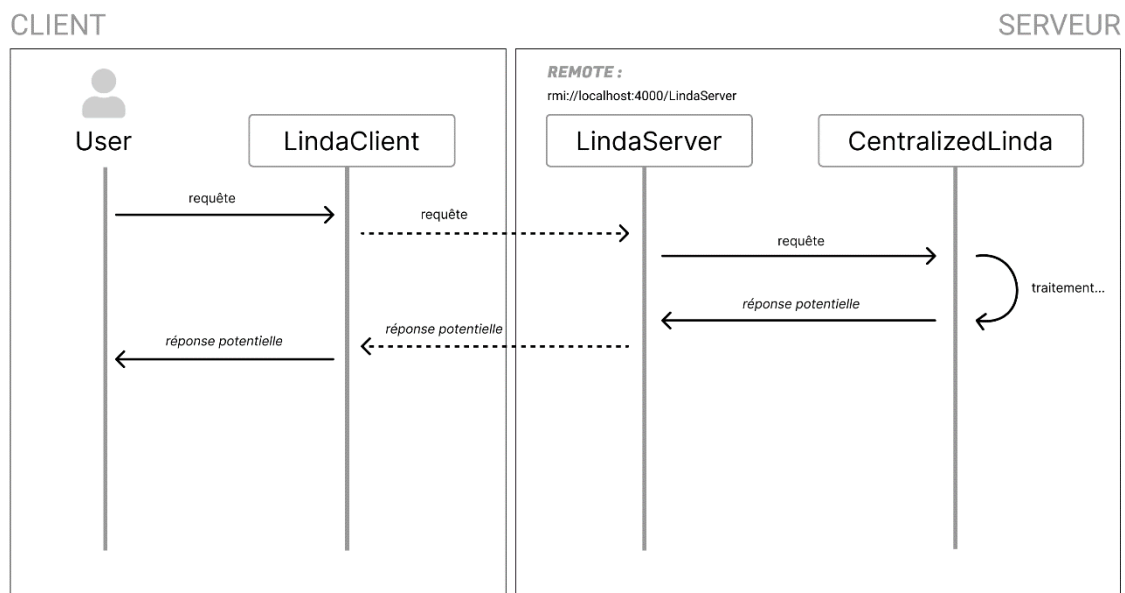 CLIENT
SERVEUR
REMOTE :
rmi://localhost:4000/LindaServer
User
LindaClient
LindaServer
CentralizedLinda
requête
requête
requête
traitement...
réponse potentielle
réponse potentielle
réponse potentielle